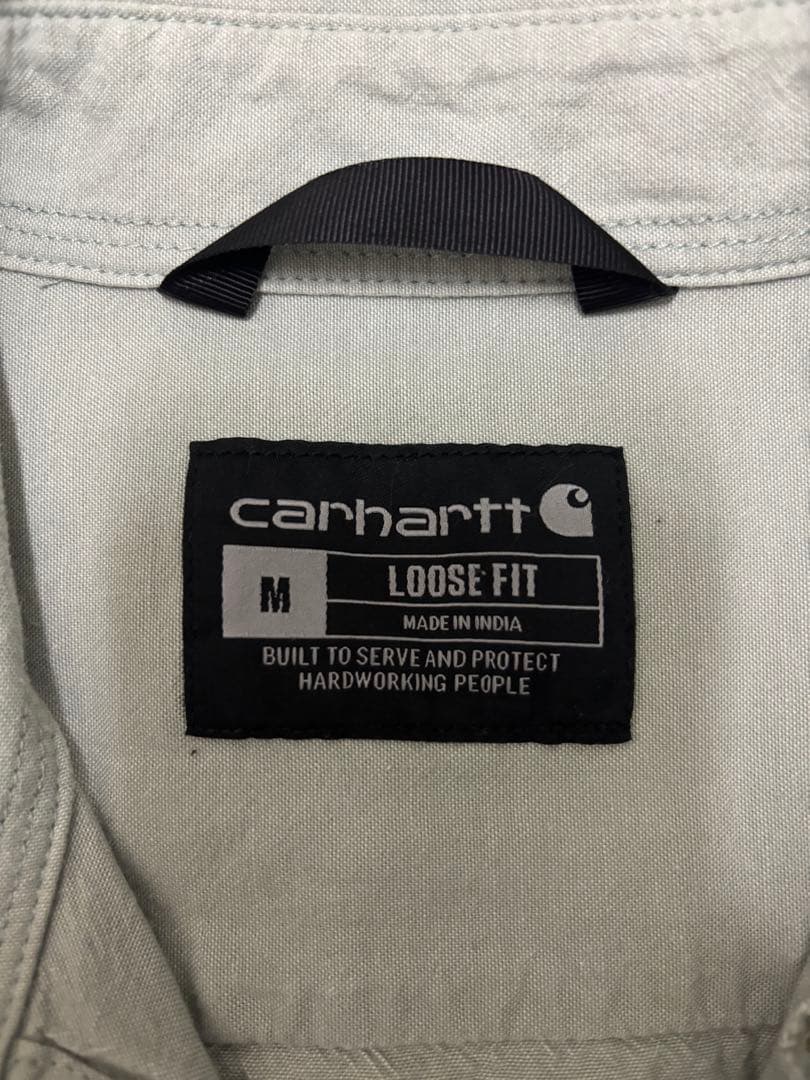 carhartt
M
LOOSE FIT
MADE IN INDIA
BUILT TO SERVE AND PROTECT
HARDWORKING PEOPLE